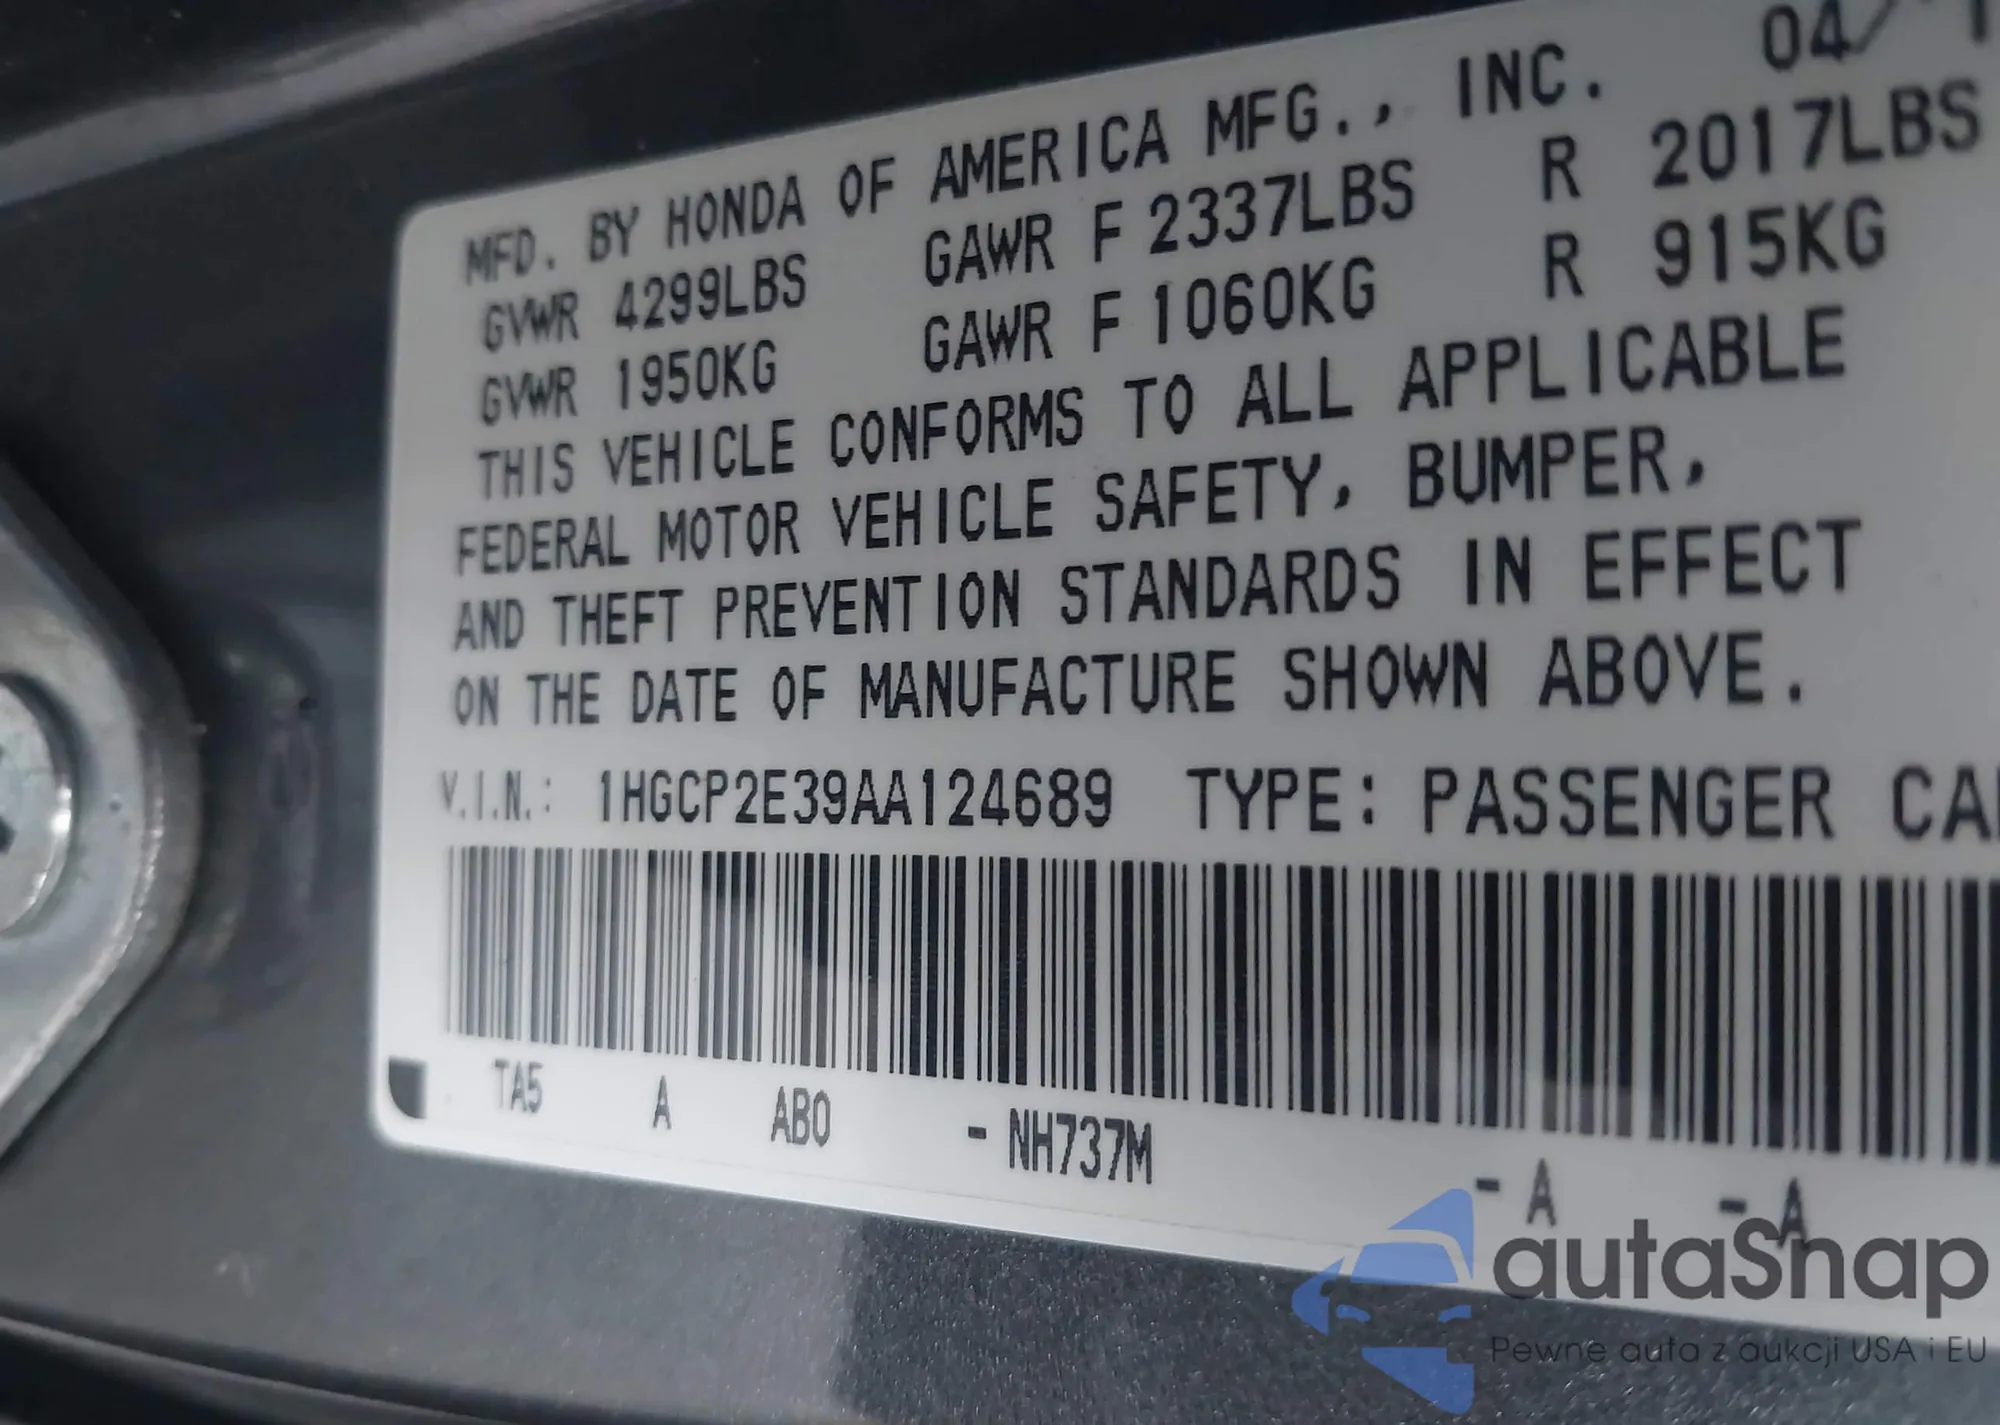 MFD. BY HONDA OF AMERICA MFG., INC. 04/
GVWR 4299LBS GAWR F 2337LBS R 2017LBS
GVWR 1950KG GAWR F 1060KG R 915KG
THIS VEHICLE CONFORMS TO ALL APPLICABLE
FEDERAL MOTOR VEHICLE SAFETY, BUMPER,
AND THEFT PREVENTION STANDARDS IN EFFECT
ON THE DATE OF MANUFACTURE SHOWN ABOVE.
V.I.N.: 1HGCP2E39AA124689 TYPE: PASSENGER CA
TA5 A AB0 - NH737M - A - A
autaSnap
Pewne auta z aukcji USA i EU